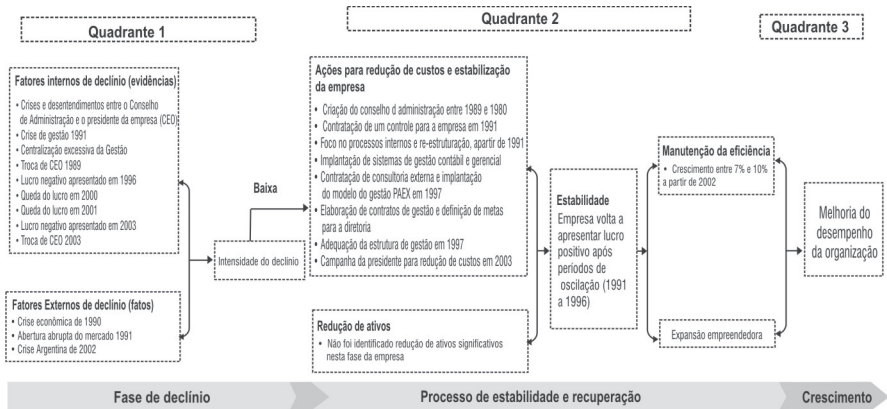 Quadrante 1
Quadrante 2
Quadrante 3
Fatores internos de declínio (evidências)
• Crises e desentendimentos entre o Conselho
de Administração e o presidente da empresa (CEO)
• Crise de gestão 1991
• Centralização excessiva da Gestão
• Troca de CEO 1989
• Lucro negativo apresentado em 1996
• Queda do lucro em 2000
• Queda do lucro em 2001
• Lucro negativo apresentado em 2003
• Troca de CEO 2003
Fatores Externos de declínio (fatos)
• Crise econômica de 1990
• Abertura abrupta do mercado 1991
• Crise Argentina de 2002
Baixa
Intensidade do declínio
Ações para redução de custos e estabilização
da empresa
• Criação do conselho d administração entre 1989 e 1980
• Contratação de um controle para a empresa em 1991
• Foco no processos internos e re-estruturação, apartir de 1991
• Implantação de sistemas de gestão contábil e gerencial
• Contratação de consultoria externa e implantação
do modelo do gestão PAEX em 1997
• Elaboração de contratos de gestão e definição de metas
para a diretoria
• Adequação da estrutura de gestão em 1997
• Campanha da presidente para redução de custos em 2003
Redução de ativos
• Não foi identificado redução de ativos significativos
nesta fase da empresa
Estabilidade
Empresa volta a
apresentar lucro
positivo após
períodos de
oscilação (1991
a 1996)
Manutenção da eficiência
• Crescimento entre 7% e 10%
a partir de 2002
Expansão empreendedora
Melhoria do
desempenho
da organização
Fase de declínio
Processo de estabilidade e recuperação
Crescimento